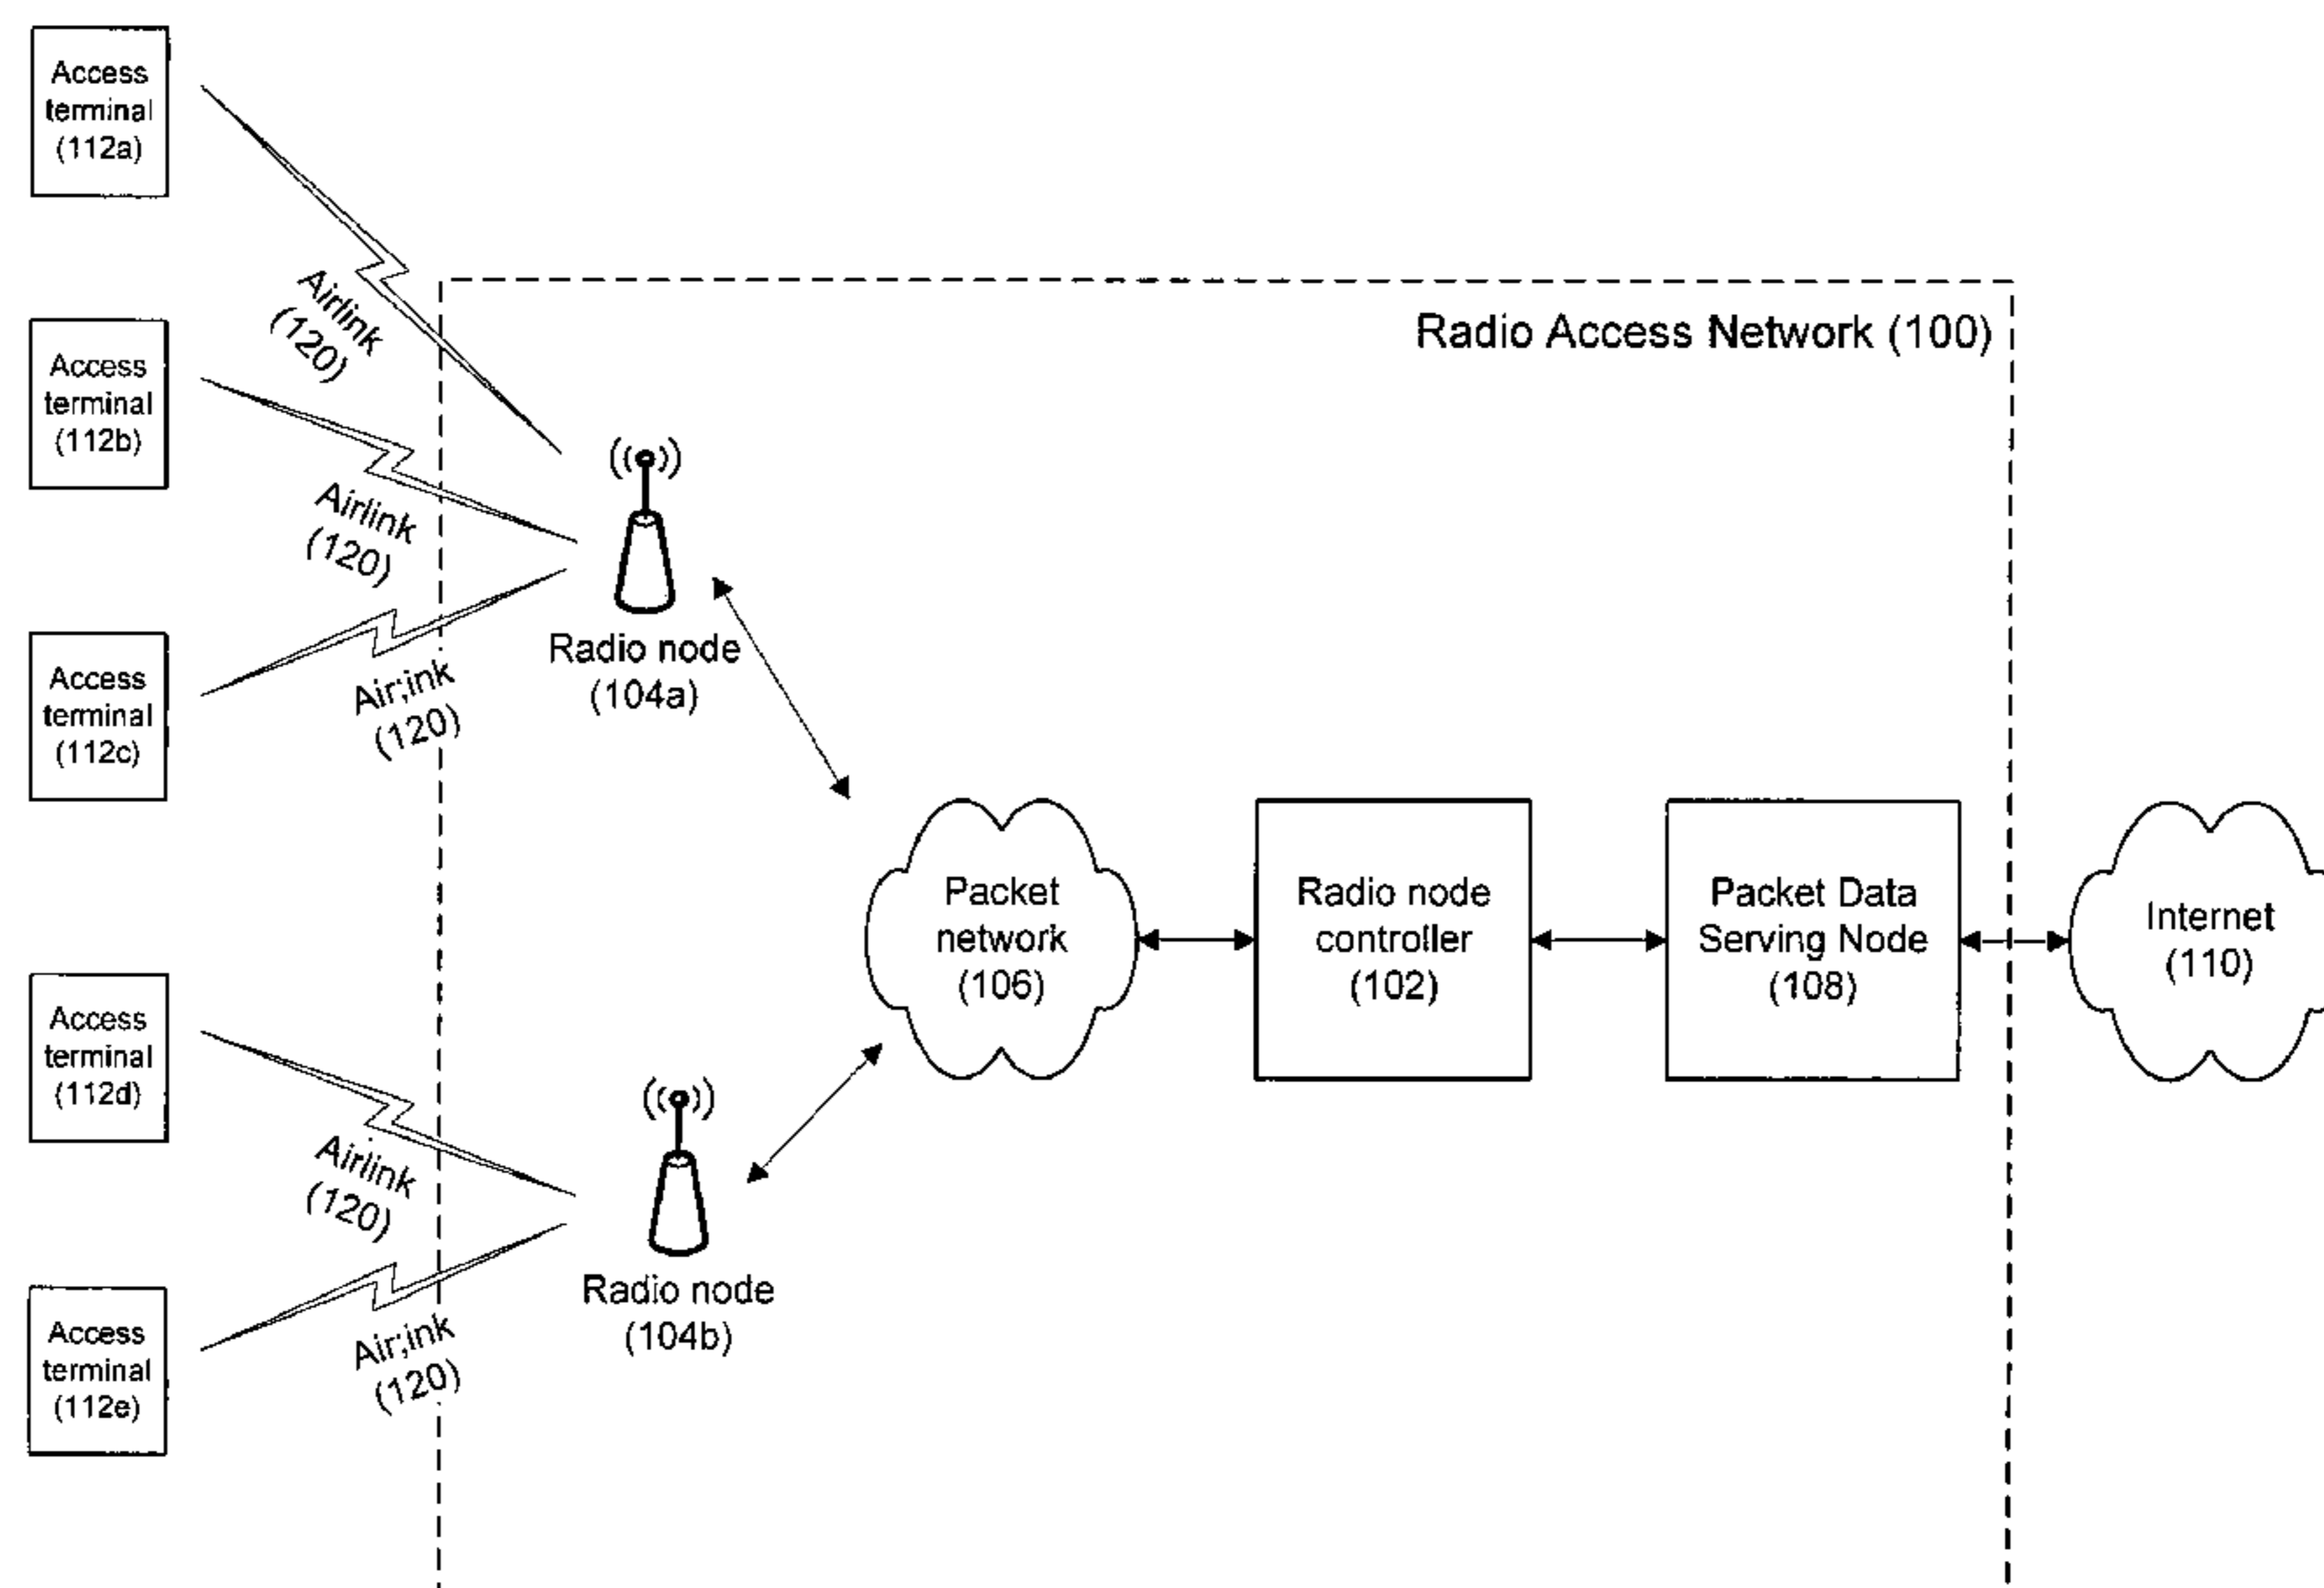 Access
terminal
(112a)
Airlink
(120)
Radio Access Network (100)
Access
terminal
(112b)
Airlink
(120)
Access
terminal
(112c)
Air;ink
(120)
Radio node
(104a)
Packet
network
(106)
Radio node
controller
(102)
Packet Data
Serving Node
(108)
Internet
(110)
Access
terminal
(112d)
Airlink
(120)
Radio node
(104b)
Access
terminal
(112e)
Air;ink
(120)